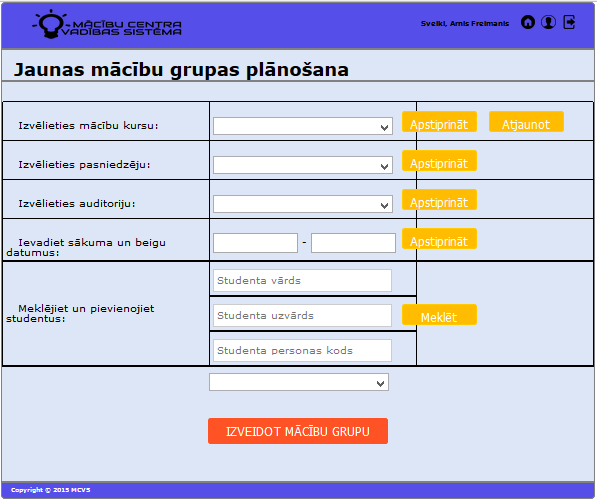 MĀCĪBU CENTRA
VADĪBAS SISTĒMA
Sveiki, Arnis Freimanis
Jaunas mācību grupas plānošana
Izvēlieties mācību kursu:
Apstiprināt
Atjaunot
Izvēlieties pasniedzēju:
Apstiprināt
Izvēlieties auditoriju:
Apstiprināt
Ievadiet sākuma un beigu
datumus:
-
Apstiprināt
Meklējiet un pievienojiet
studentus:
Studenta vārds
Studenta uzvārds
Meklēt
Studenta personas kods
IZVEIDOT MĀCĪBU GRUPU
Copyright © 2015 MCVS